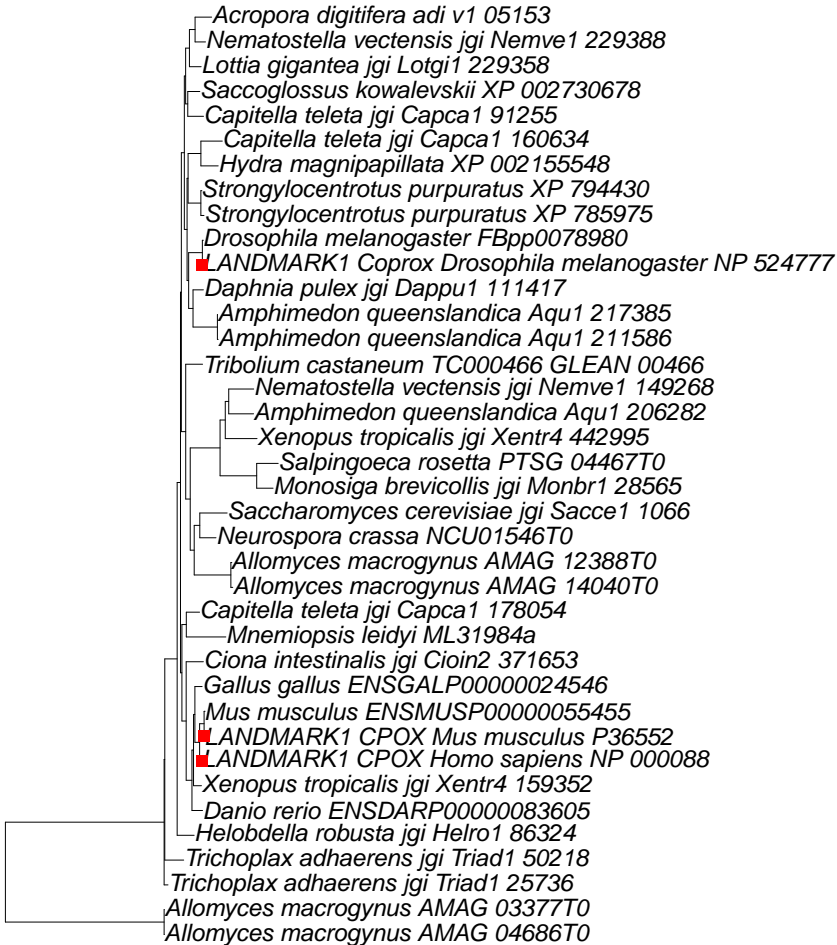 Acropora digitifera adi v1 05153
Nematostella vectensis jgi Nemve1 229388
Lottia gigantea jgi Lotgi1 229358
Saccoglossus kowalevskii XP 002730678
Capitella teleta jgi Capca1 91255
Capitella teleta jgi Capca1 160634
Hydra magnipapillata XP 002155548
Strongylocentrotus purpuratus XP 794430
Strongylocentrotus purpuratus XP 785975
Drosophila melanogaster FBpp0078980
LANDMARK1 Coprox Drosophila melanogaster NP 524777
Daphnia pulex jgi Dappu1 111417
Amphimedon queenslandica Aqu1 217385
Amphimedon queenslandica Aqu1 211586
Tribolium castaneum TC000466 GLEAN 00466
Nematostella vectensis jgi Nemve1 149268
Amphimedon queenslandica Aqu1 206282
Xenopus tropicalis jgi Xentr4 442995
Salpingoeca rosetta PTSG 04467T0
Monosiga brevicollis jgi Monbr1 28565
Saccharomyces cerevisiae jgi Sacce1 1066
Neurospora crassa NCU01546T0
Allomyces macrogynus AMAG 12388T0
Allomyces macrogynus AMAG 14040T0
Capitella teleta jgi Capca1 178054
Mnemiopsis leidyi ML31984a
Ciona intestinalis jgi Cioin2 371653
Gallus gallus ENSGALP00000024546
Mus musculus ENSMUSP00000055455
LANDMARK1 CPOX Mus musculus P36552
LANDMARK1 CPOX Homo sapiens NP 000088
Xenopus tropicalis jgi Xentr4 159352
Danio rerio ENSDARP00000083605
Helobdella robusta jgi Helro1 86324
Trichoplax adhaerens jgi Triad1 50218
Trichoplax adhaerens jgi Triad1 25736
Allomyces macrogynus AMAG 03377T0
Allomyces macrogynus AMAG 04686T0